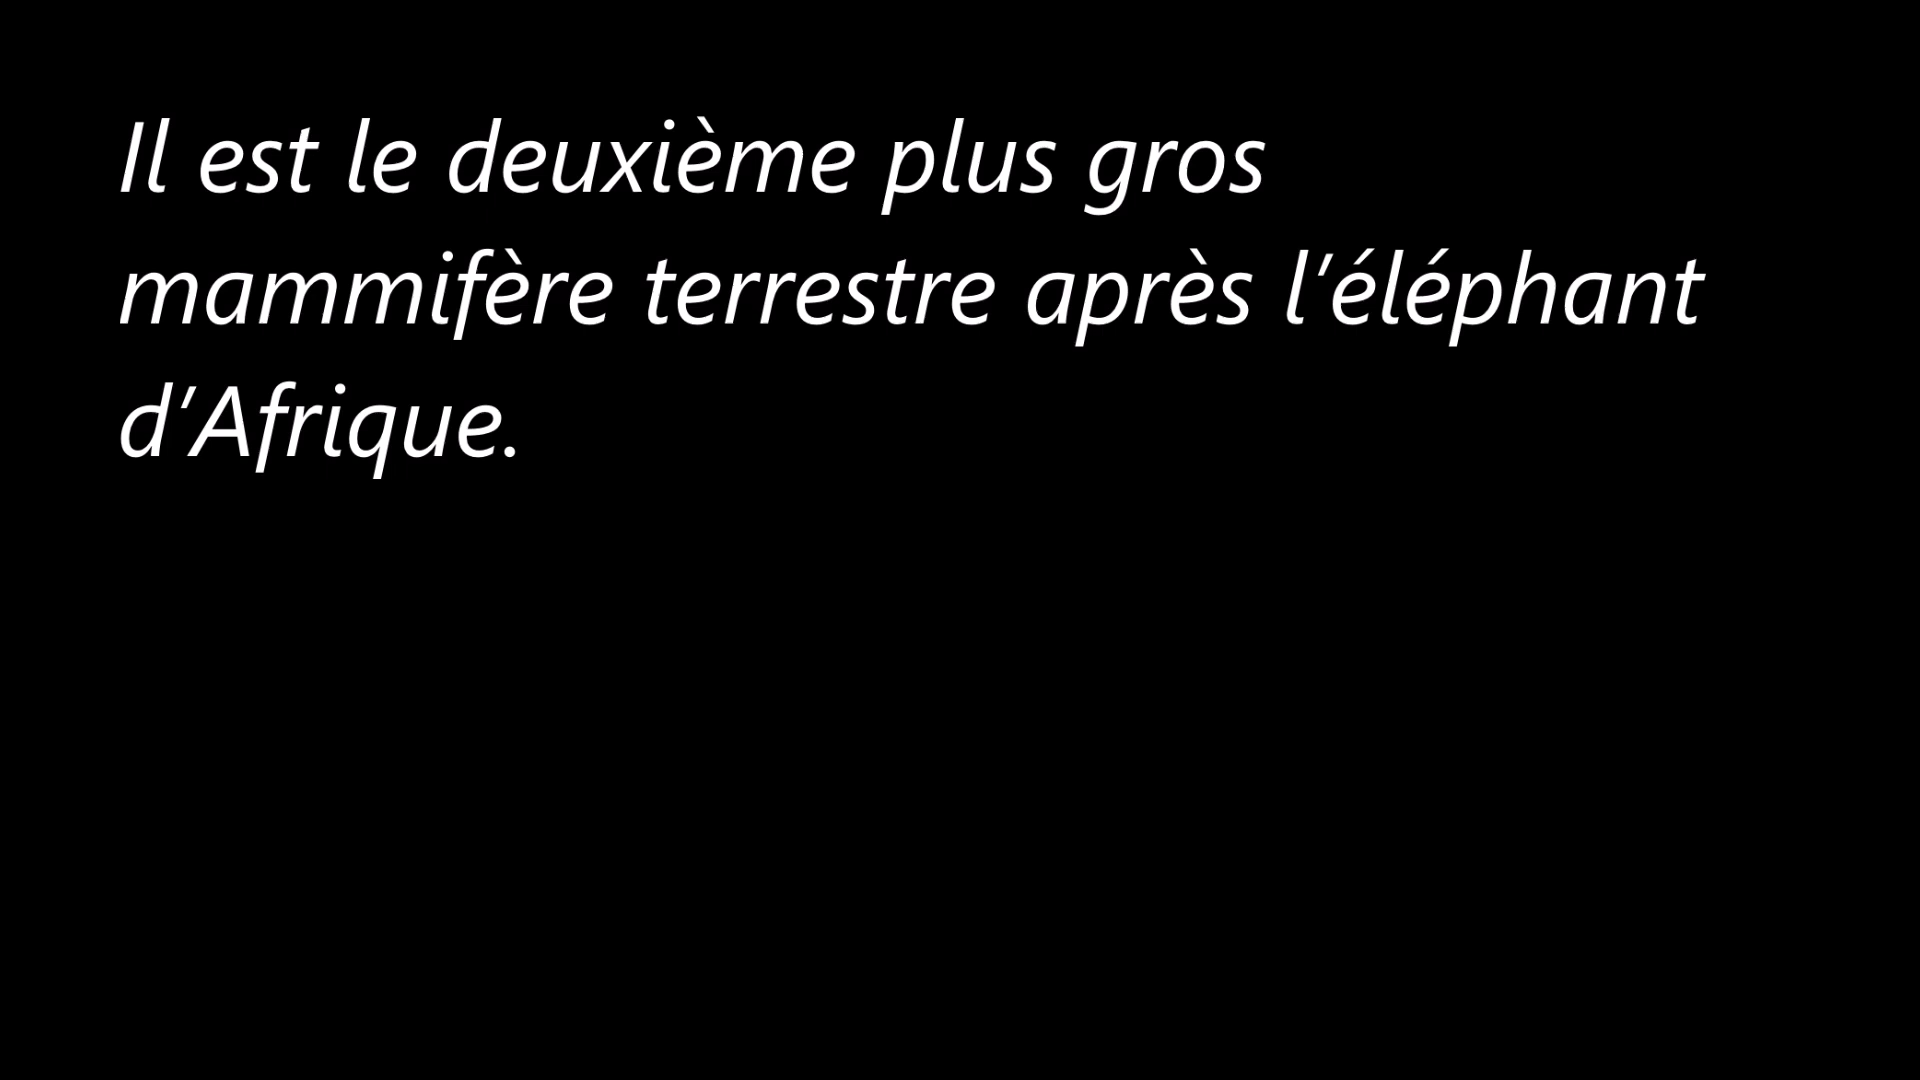 Il est le deuxième plus gros
mammifère terrestre après l'éléphant
d'Afrique.